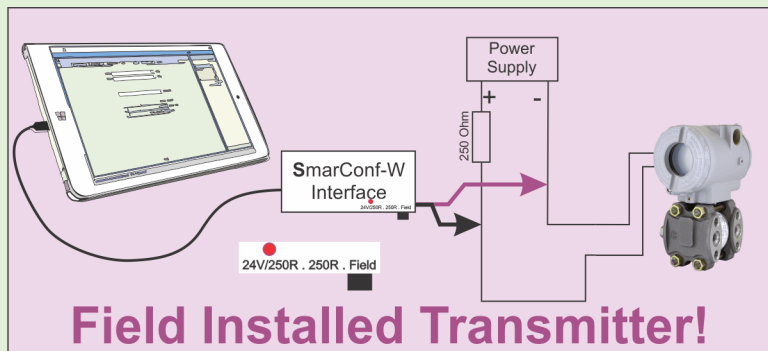 Power
Supply
+
-
250 Ohm
SmarConf-W
Interface
24V/250R . 250R . Field
24V/250R . 250R . Field
Field Installed Transmitter!